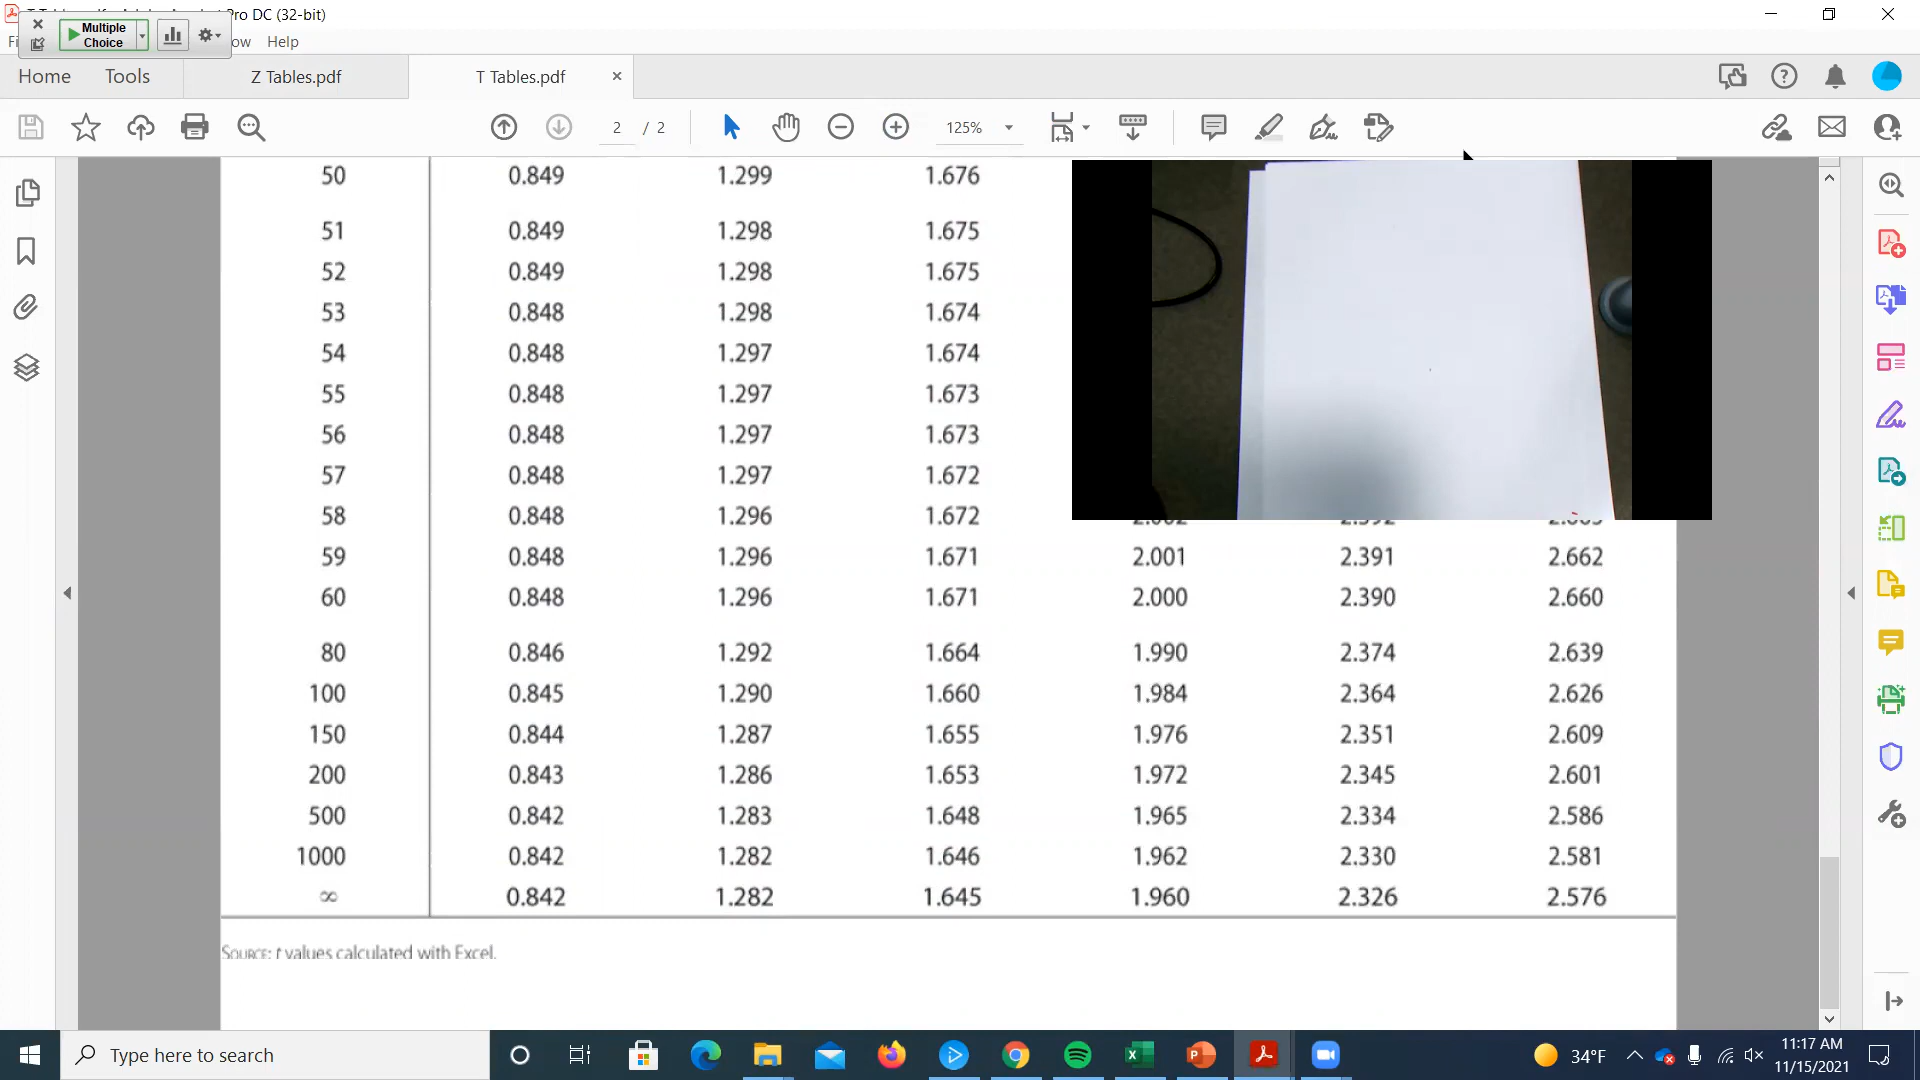 Pro DC (32-bit)
Multiple
Choice
Help
Home
Tools
Z Tables.pdf
T Tables.pdf
2 / 2
125%
50 0.849 1.299 1.676
51 0.849 1.298 1.675
52 0.849 1.298 1.675
53 0.848 1.298 1.674
54 0.848 1.297 1.674
55 0.848 1.297 1.673
56 0.848 1.297 1.673
57 0.848 1.297 1.672
58 0.848 1.296 1.672
59 0.848 1.296 1.671 2.001 2.391 2.662
60 0.848 1.296 1.671 2.000 2.390 2.660
80 0.846 1.292 1.664 1.990 2.374 2.639
100 0.845 1.290 1.660 1.984 2.364 2.626
150 0.844 1.287 1.655 1.976 2.351 2.609
200 0.843 1.286 1.653 1.972 2.345 2.601
500 0.842 1.283 1.648 1.965 2.334 2.586
1000 0.842 1.282 1.646 1.962 2.330 2.581
∞ 0.842 1.282 1.645 1.960 2.326 2.576
SOURCE: t values calculated with Excel.
Type here to search
34°F
11:17 AM
11/15/2021